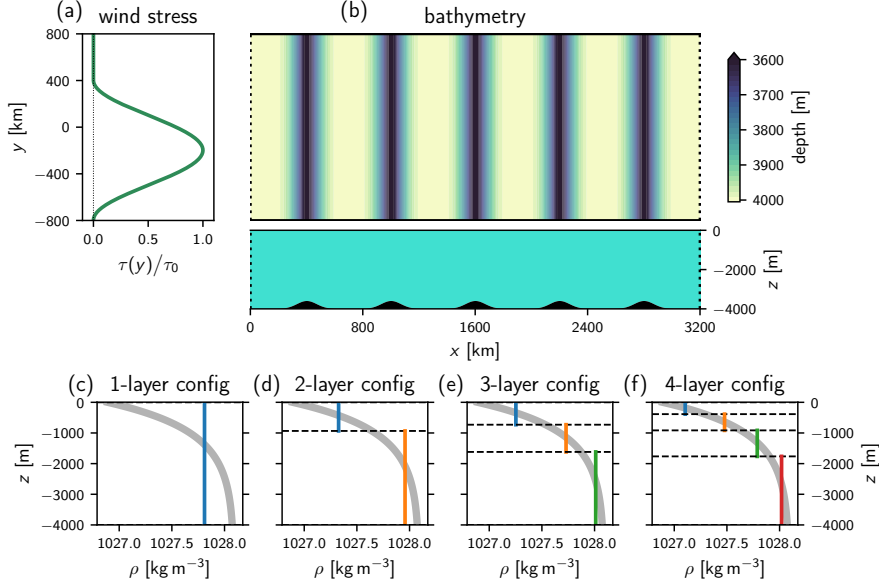 (a)
wind stress
(b)
bathymetry
800
400
0
−400
−800
y [km]
0.0
0.5
1.0
τ(y)/τ0
3600
3700
3800
3900
4000
depth [m]
0
−2000
−4000
z [m]
0
800
1600
2400
3200
x [km]
(c) 1-layer config
(d) 2-layer config
(e) 3-layer config
(f) 4-layer config
0
−1000
−2000
−3000
−4000
z [m]
0
−1000
−2000
−3000
−4000
z [m]
1027.0 1027.5 1028.0
1027.0 1027.5 1028.0
1027.0 1027.5 1028.0
1027.0 1027.5 1028.0
ρ [kg m−3]
ρ [kg m−3]
ρ [kg m−3]
ρ [kg m−3]